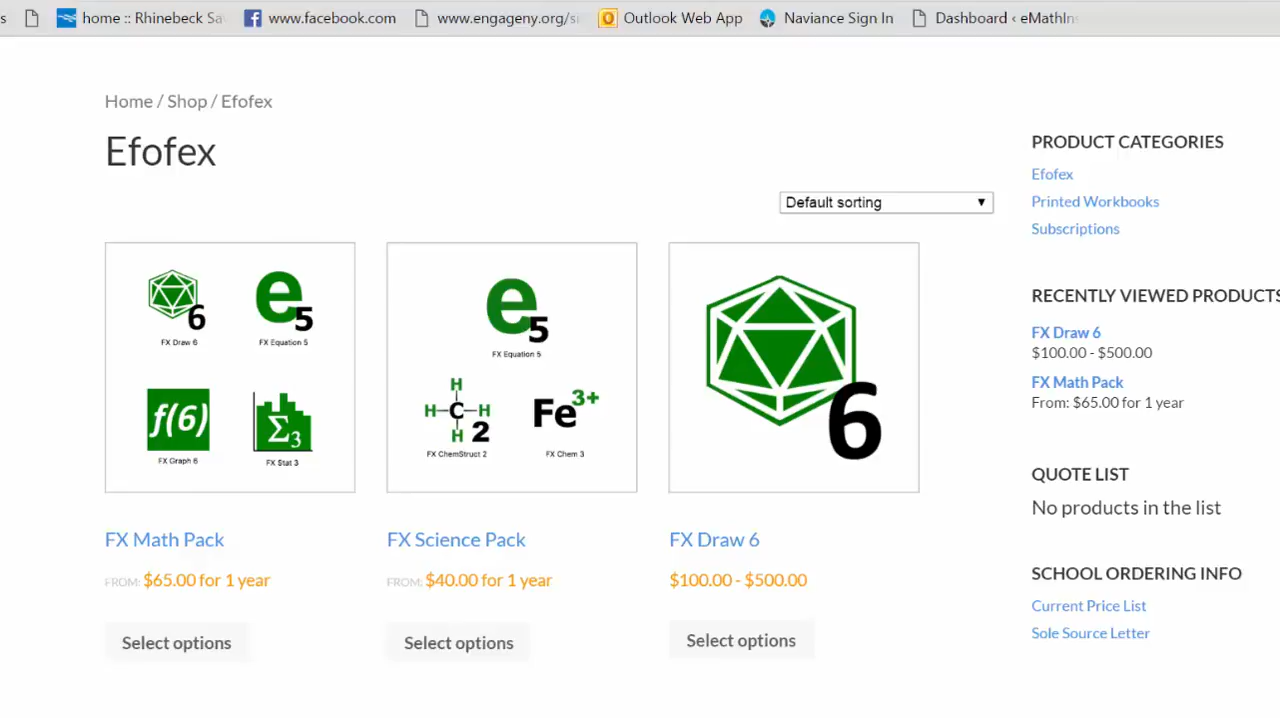 home :: Rhinebeck Sa
www.facebook.com
www.engageny.org/s
Outlook Web App
Naviance Sign In
Dashboard ‹ eMathIn
Home / Shop / Efofex
Efofex
Default sorting
6
FX Draw 6
e5
FX Equation 5
f(6)
FX Graph 6
Σ3
FX Stat 3
FX Math Pack
FROM: $65.00 for 1 year
Select options
e5
FX Equation 5
H
H-C-H
H 2
FX ChemStruct 2
Fe3+
FX Chem 3
FX Science Pack
FROM: $40.00 for 1 year
Select options
6
FX Draw 6
$100.00 - $500.00
Select options
PRODUCT CATEGORIES
Efofex
Printed Workbooks
Subscriptions
RECENTLY VIEWED PRODUCTS
FX Draw 6
$100.00 - $500.00
FX Math Pack
From: $65.00 for 1 year
QUOTE LIST
No products in the list
SCHOOL ORDERING INFO
Current Price List
Sole Source Letter